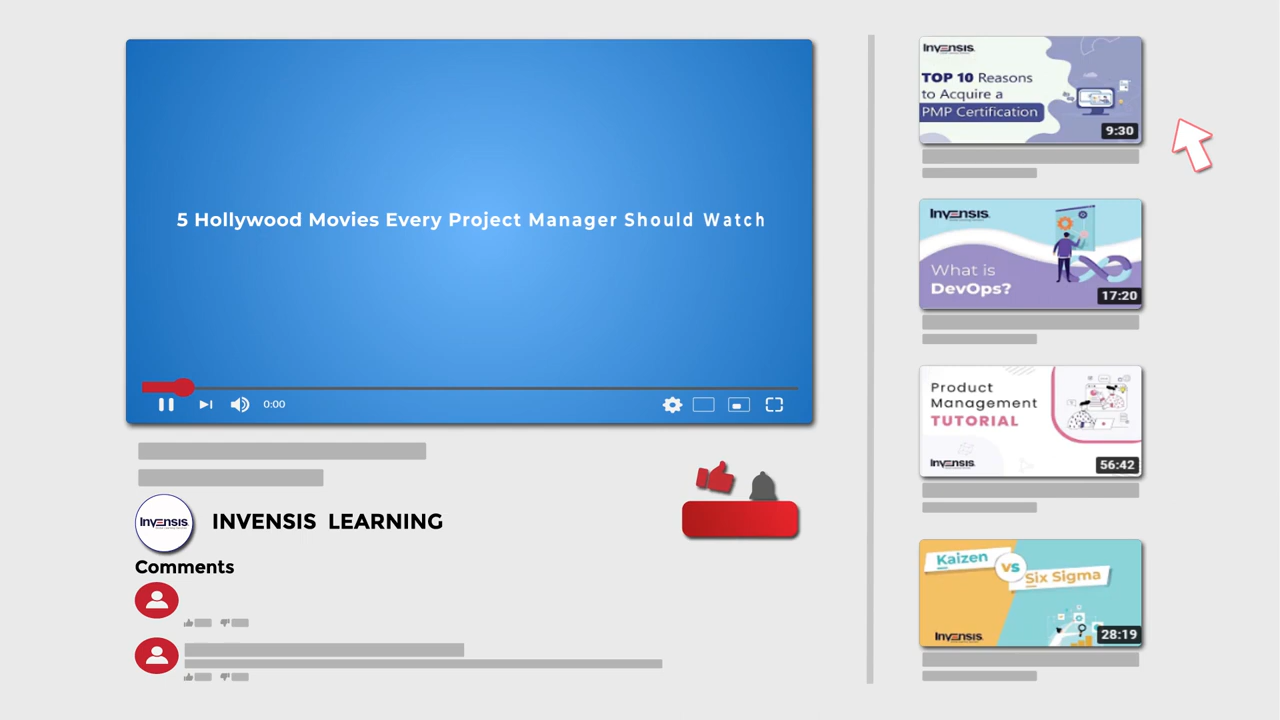 5 Hollywood Movies Every Project Manager Should Watch
0:00
Invensis
INVENSIS LEARNING
Comments
Invensis
TOP 10 Reasons
to Acquire a
PMP Certification
9:30
Invensis
What is
DevOps?
17:20
Product
Management
TUTORIAL
Invensis
56:42
Kaizen
vs
Six Sigma
Invensis
28:19